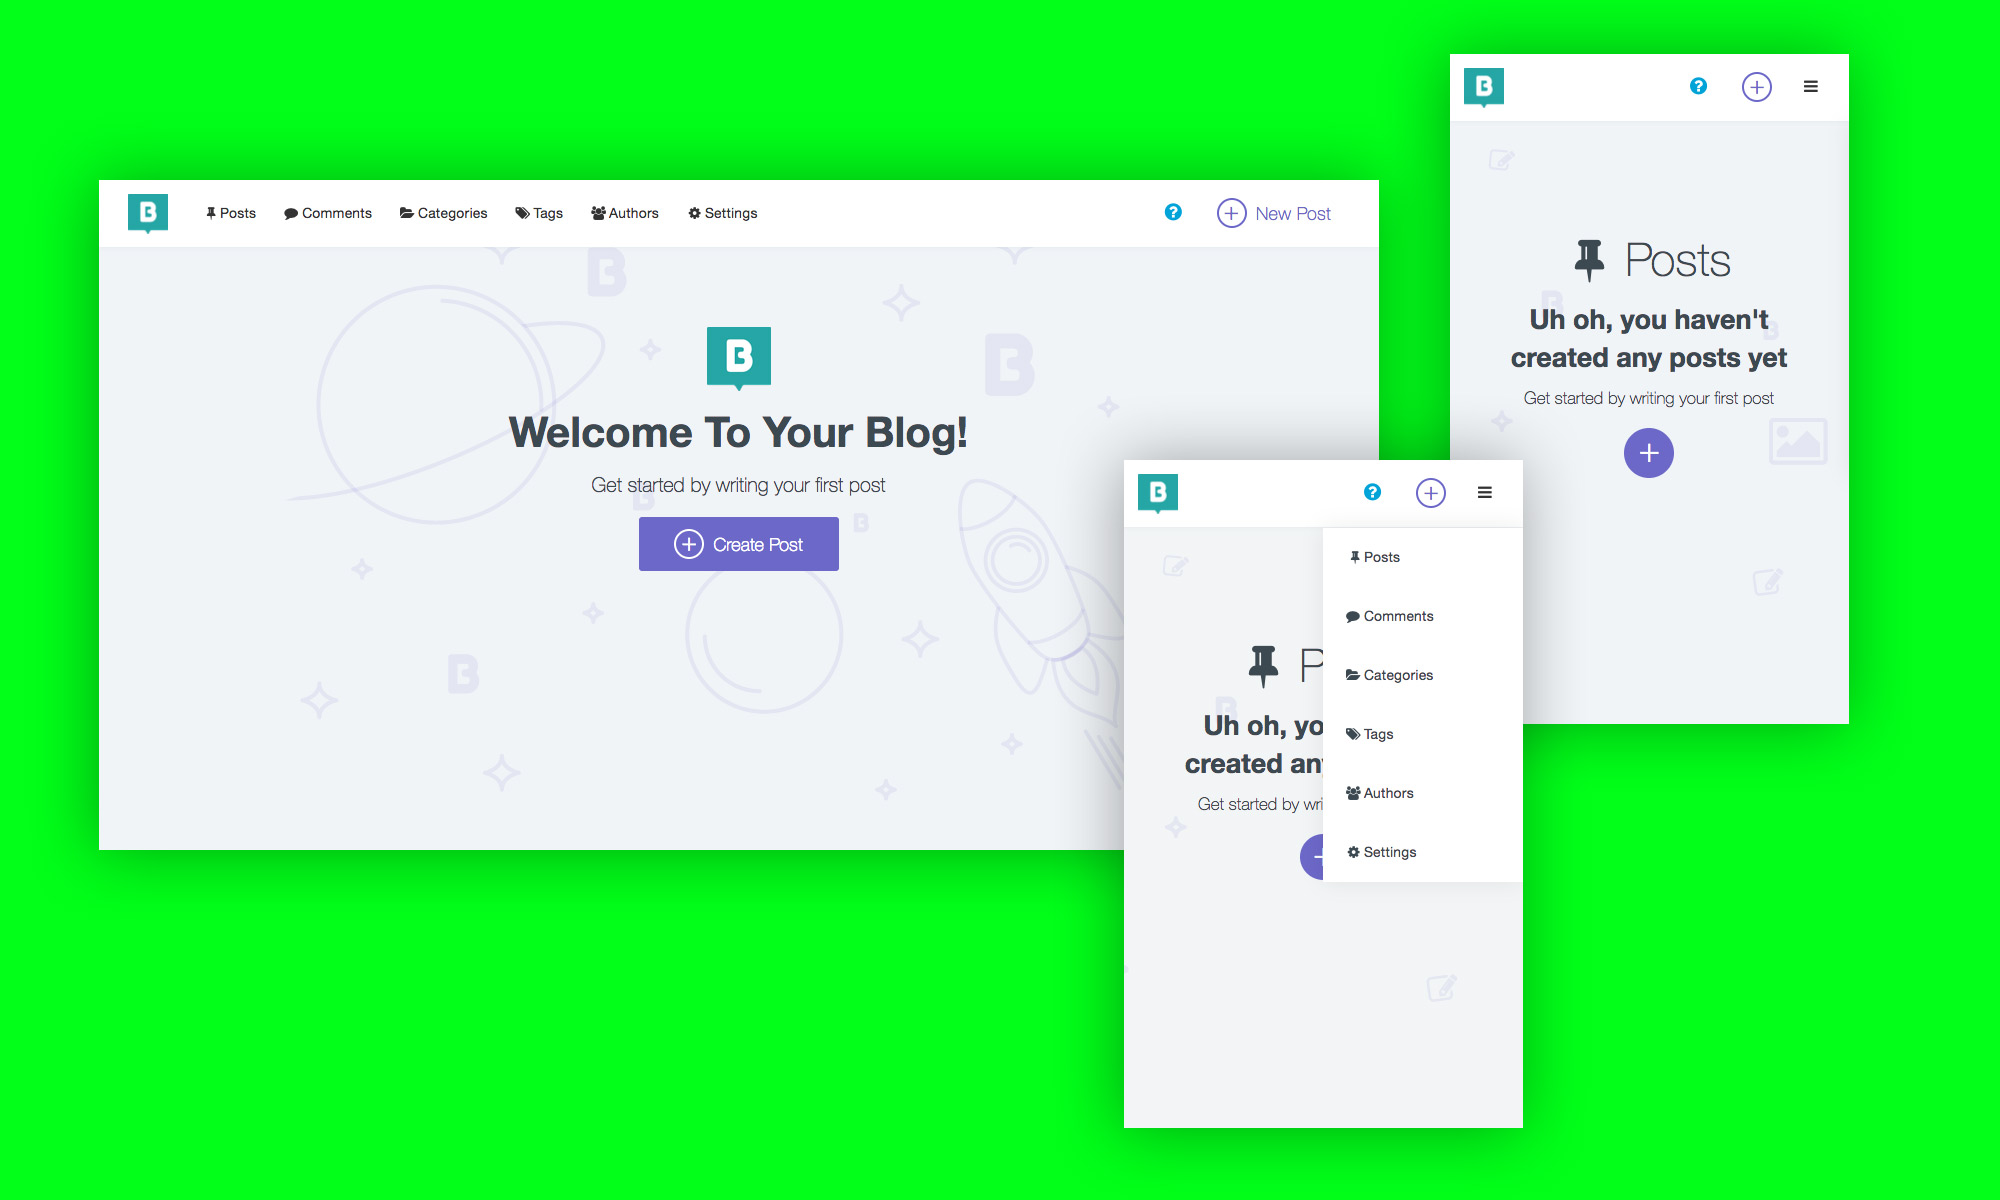 B
Posts
Comments
Categories
Tags
Authors
Settings
?
New Post
B
Welcome To Your Blog!
Get started by writing your first post
Create Post
B
?
Posts
Uh oh, you haven't
created any posts yet
Get started by writing your first post
B
?
Posts
Comments
Categories
Tags
Authors
Settings
P
Uh oh, yo
created an
Get started by wri